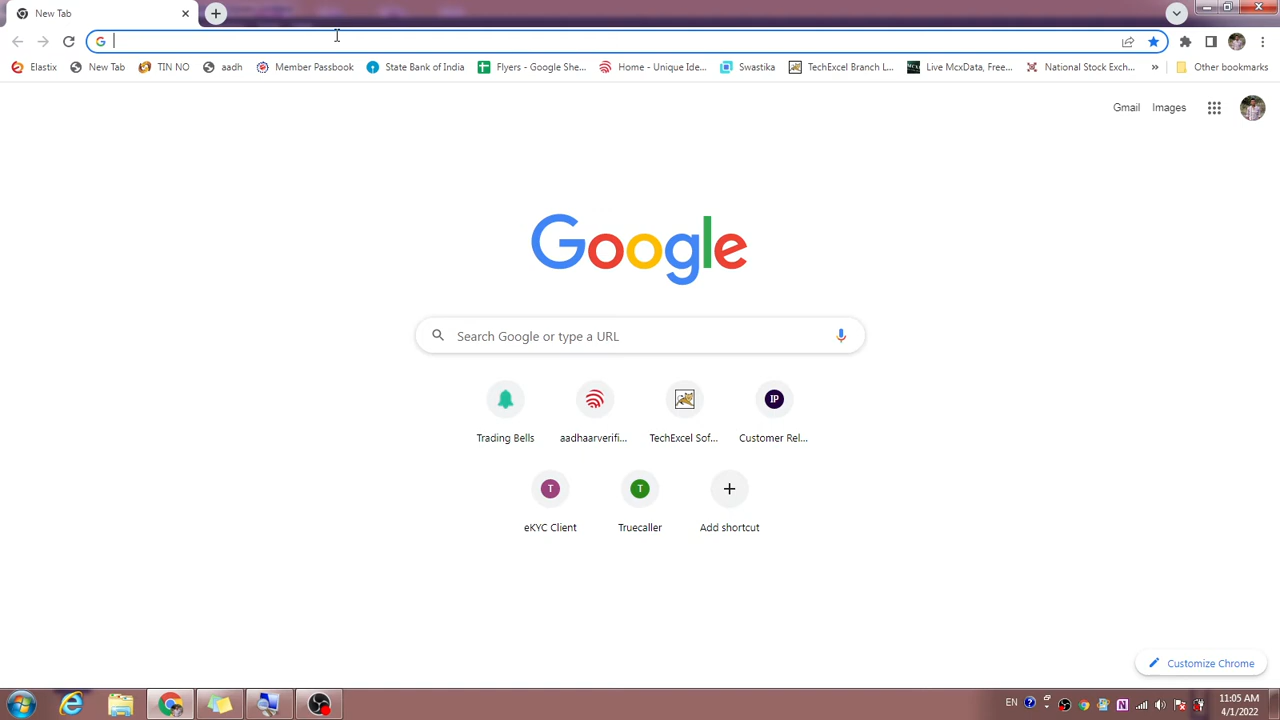 New Tab
Elastix New Tab TIN NO aadh Member Passbook State Bank of India Flyers - Google She... Home - Unique Ide... Swastika TechExcel Branch L... Live McxData, Free... National Stock Exch... » Other bookmarks
Gmail Images
Google
Search Google or type a URL
IP
Trading Bells aadhaarverifi... TechExcel Sof... Customer Rel...
T T
eKYC Client Truecaller Add shortcut
Customize Chrome
EN 11:05 AM
4/1/2022